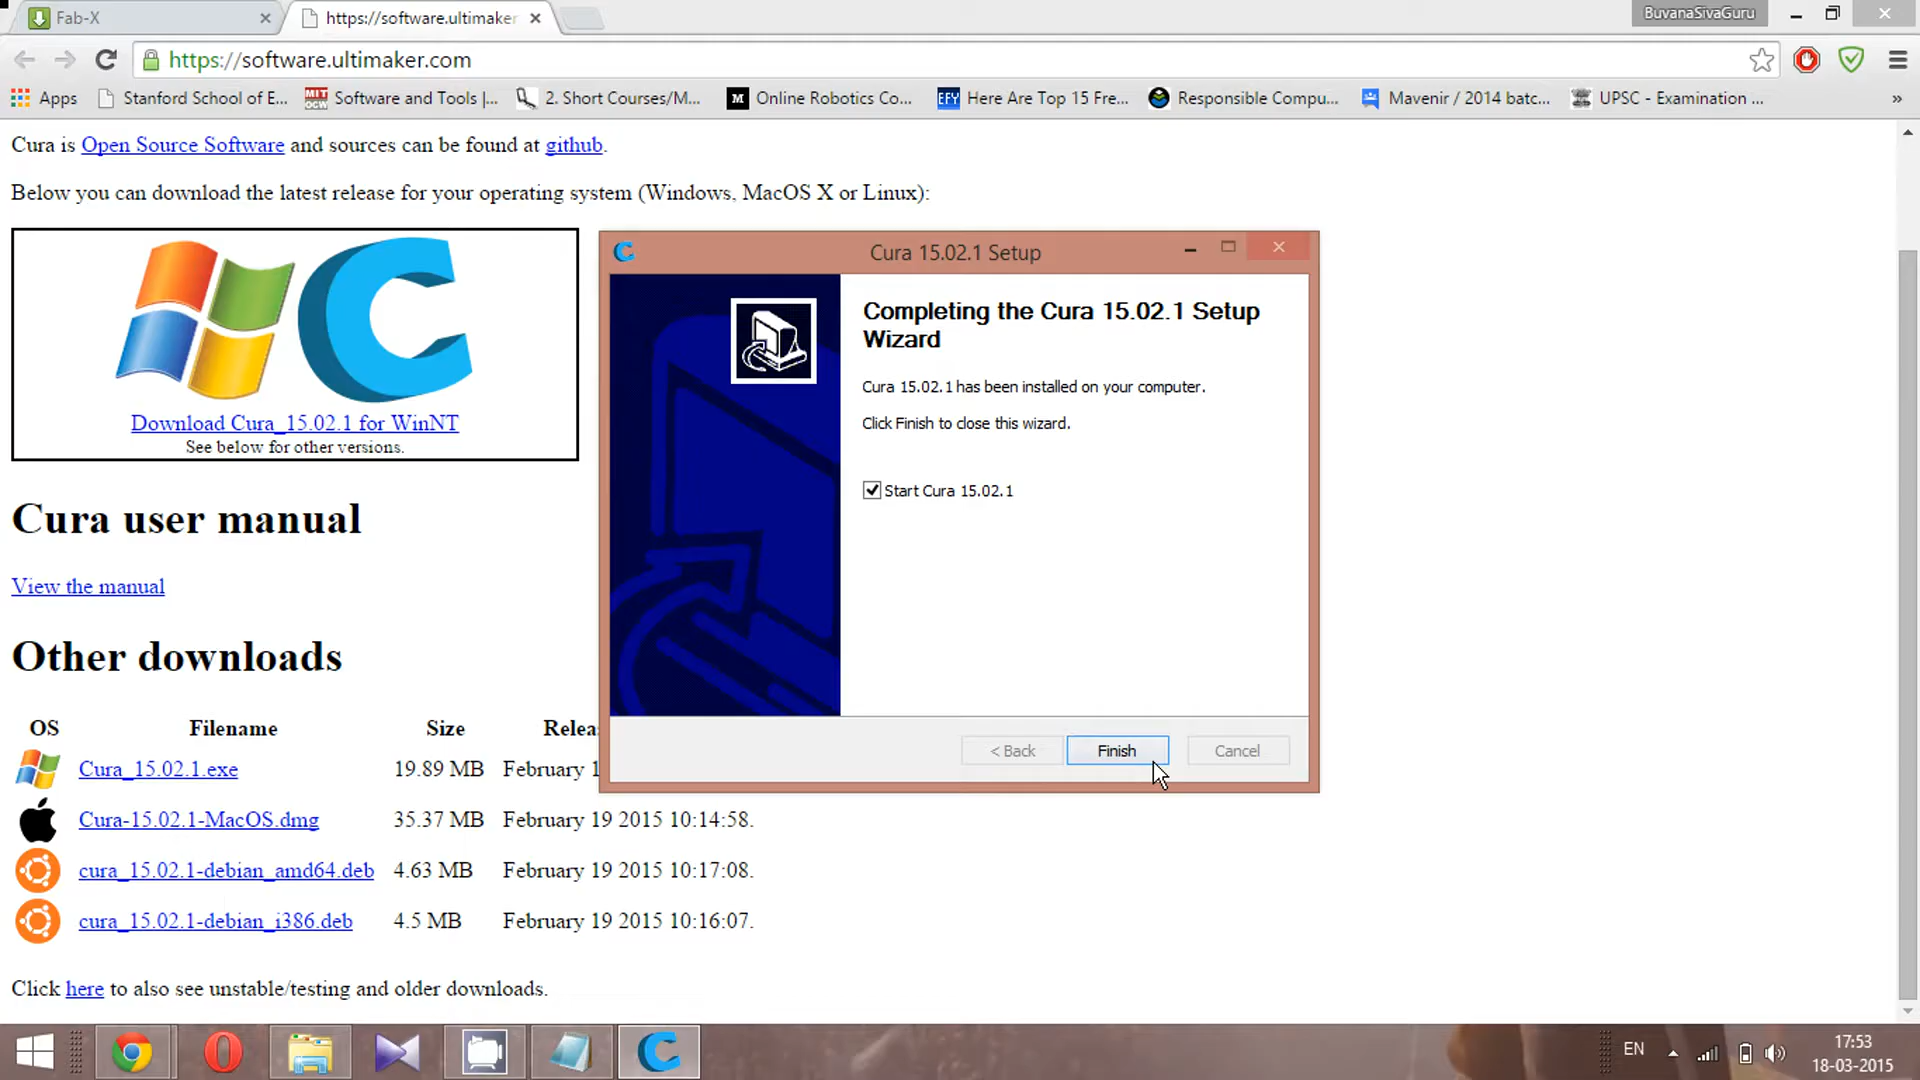 Fab-X
https://software.ultimaker
BuvanaSivaGuru
https://software.ultimaker.com
Apps
Stanford School of E...
Software and Tools |...
2. Short Courses/M...
Online Robotics Co...
Here Are Top 15 Fre...
Responsible Compu...
Mavenir / 2014 batc...
UPSC - Examination ...
»
Cura is Open Source Software and sources can be found at github.
Below you can download the latest release for your operating system (Windows, MacOS X or Linux):
Download Cura_15.02.1 for WinNT
See below for other versions.
Cura user manual
View the manual
Other downloads
OS Filename Size Relea
Cura_15.02.1.exe 19.89 MB February 1
Cura-15.02.1-MacOS.dmg 35.37 MB February 19 2015 10:14:58.
cura_15.02.1-debian_amd64.deb 4.63 MB February 19 2015 10:17:08.
cura_15.02.1-debian_i386.deb 4.5 MB February 19 2015 10:16:07.
Click here to also see unstable/testing and older downloads.
Cura 15.02.1 Setup
Completing the Cura 15.02.1 Setup
Wizard
Cura 15.02.1 has been installed on your computer.
Click Finish to close this wizard.
Start Cura 15.02.1
< Back
Finish
Cancel
EN
17:53
18-03-2015